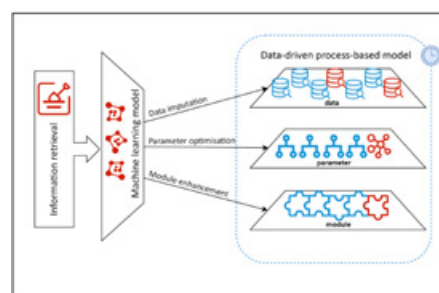 Information retrieval
Machine learning model
Data imputation
Parameter optimisation
Module enhancement
Data-driven process-based model
data
parameter
module